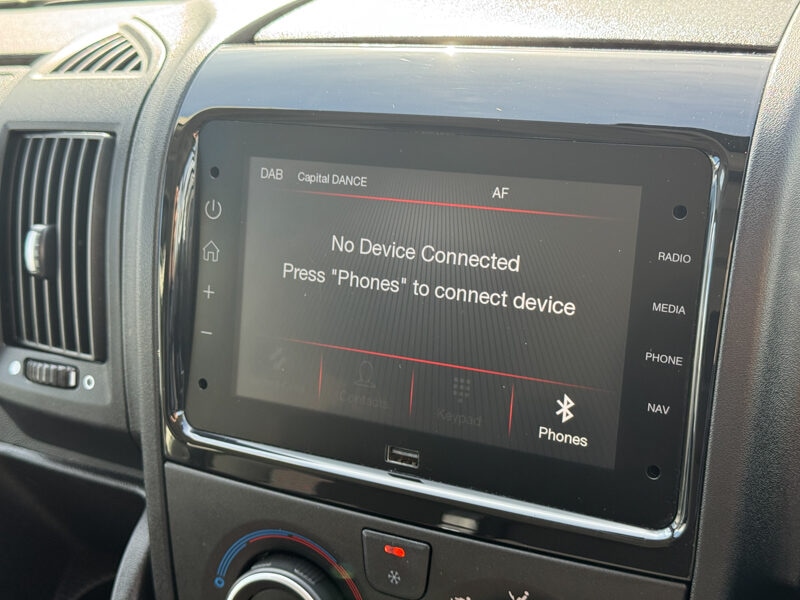 DAB Capital DANCE AF
No Device Connected
Press "Phones" to connect device
Contacts
Keypad
Phones
RADIO
MEDIA
PHONE
NAV